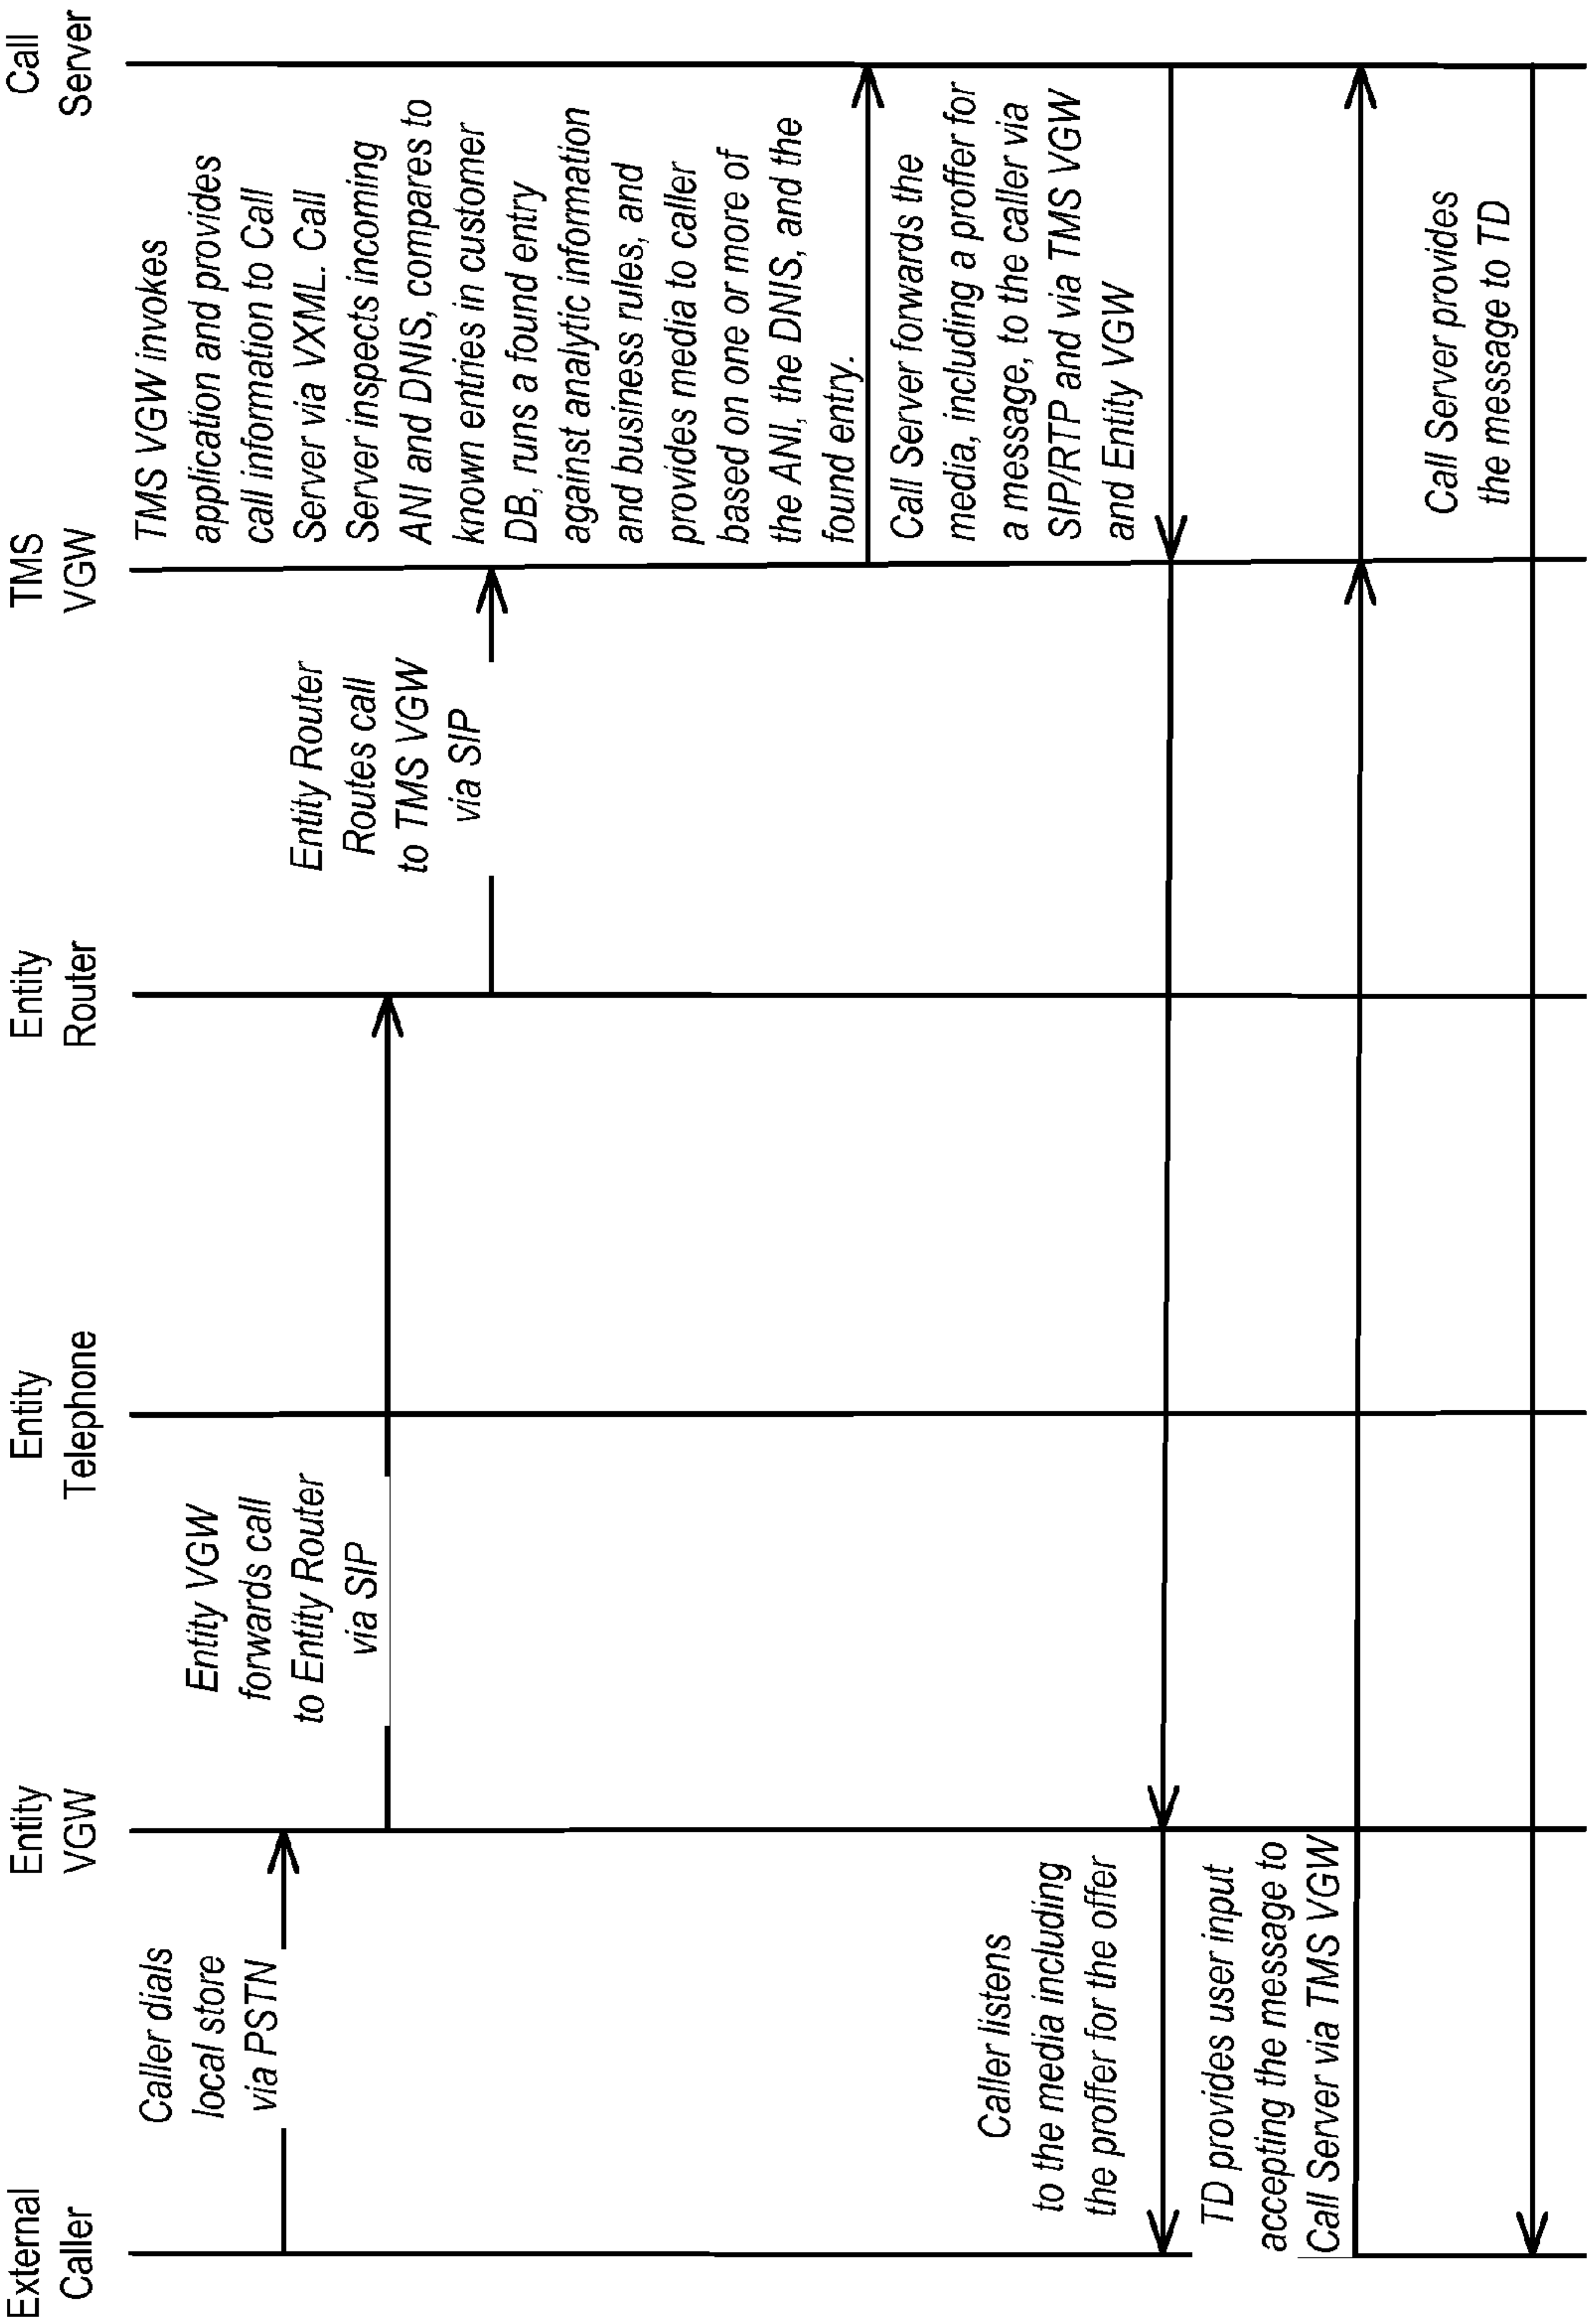 External
Caller
Entity
VGW
Entity
Telephone
Entity
Router
TMS
VGW
Call
Server
Caller dials
local store
via PSTN
Entity VGW
forwards call
to Entity Router
via SIP
Entity Router
Routes call
to TMS VGW
via SIP
TMS VGW invokes
application and provides
call information to Call
Server via VXML. Call
Server inspects incoming
ANI and DNIS, compares to
known entries in customer
DB, runs a found entry
against analytic information
and business rules, and
provides media to caller
based on one or more of
the ANI, the DNIS, and the
found entry.
Call Server forwards the
media, including a proffer for
a message, to the caller via
SIP/RTP and via TMS VGW
and Entity VGW
Caller listens
to the media including
the proffer for the offer
TD provides user input
accepting the message to
Call Server via TMS VGW
Call Server provides
the message to TD